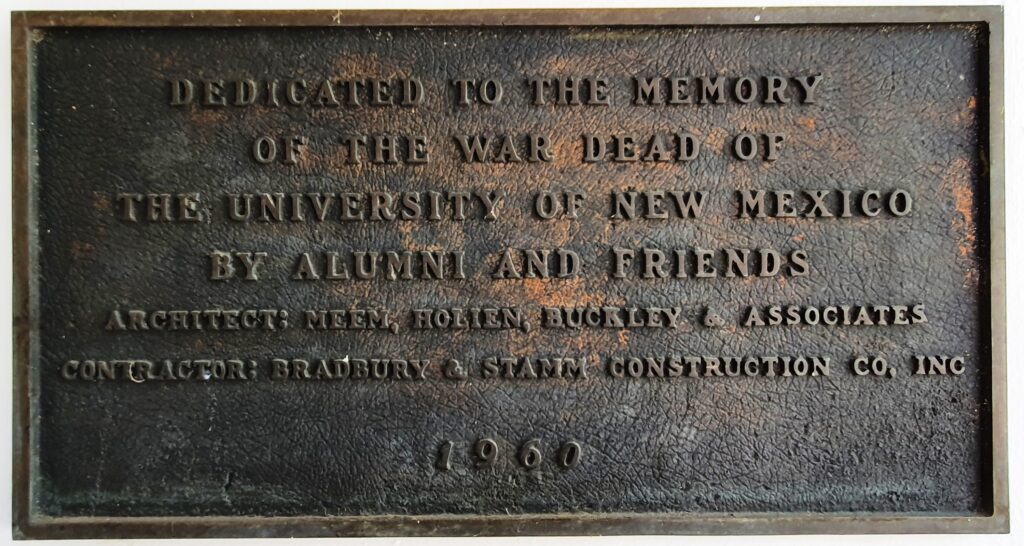 DEDICATED TO THE MEMORY
OF THE WAR DEAD OF
THE UNIVERSITY OF NEW MEXICO
BY ALUMNI AND FRIENDS
ARCHITECT: MEEM, HOLIEN, BUCKLEY & ASSOCIATES
CONTRACTOR: BRADBURY & STAMM CONSTRUCTION CO. INC
1960